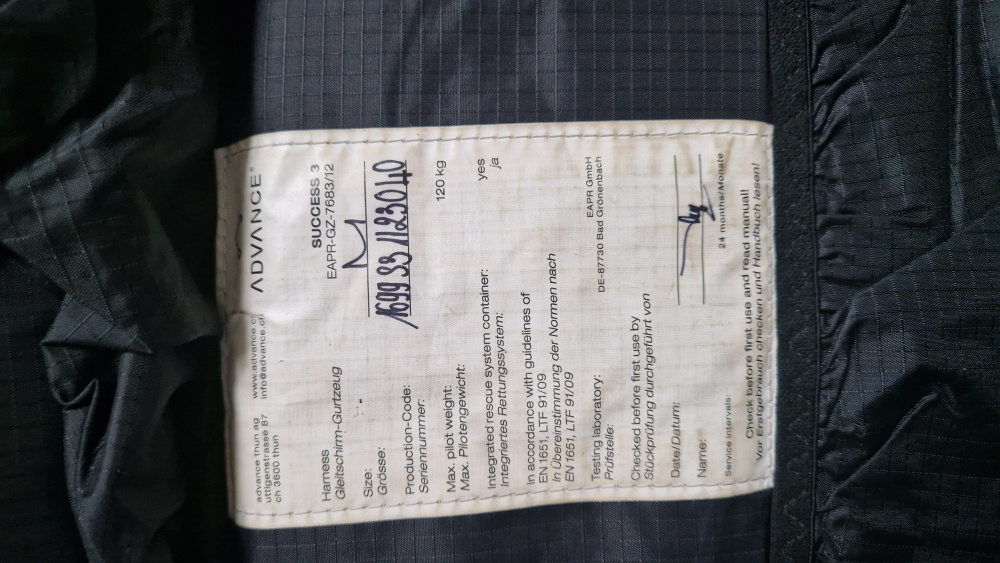 advance thun ag www.advance.ch ADVANCE
uttigenstrasse 87 info@advance.ch
ch 3600 thun
Harness SUCCESS 3
Gleitschirm-Gurtzeug EAPR-GZ-7683/12
Size: M
Grösse:
Production-Code: 1699 33 11 23040
Seriennummer:
Max. pilot weight: 120 kg
Max. Pilotengewicht:
Integrated rescue system container: yes
Integriertes Rettungssystem: ja
In accordance with guidelines of
EN 1651, LTF 91/09
In Übereinstimmung der Normen nach
EN 1651, LTF 91/09
Testing laboratory: EAPR GmbH
Prüfstelle: DE-87730 Bad Grönenbach
Checked before first use by
Stückprüfung durchgeführt von
Date/Datum:
Name:
Service intervals: 24 months/Monate
Check before first use and read manual!
Vor Erstgebrauch checken und Handbuch lesen!